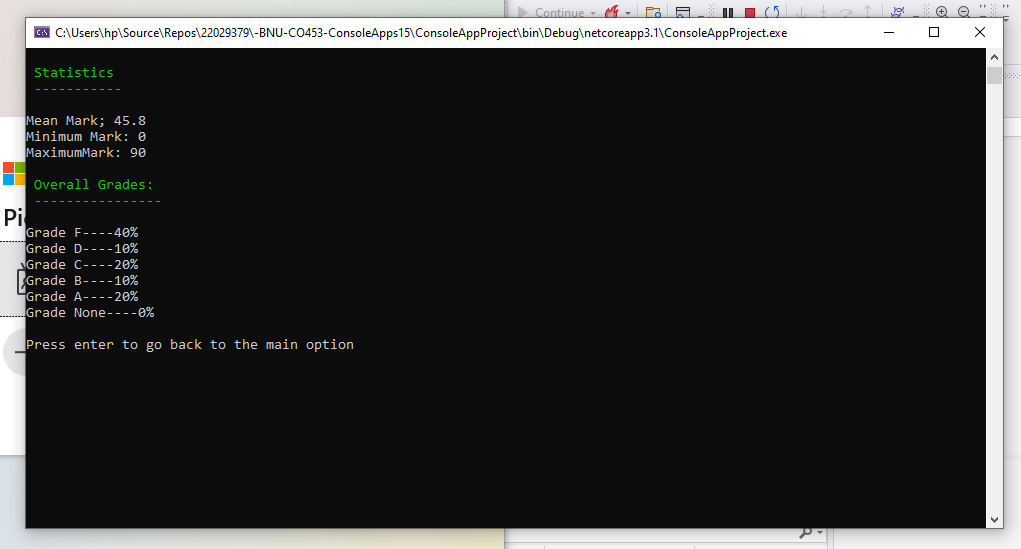 Continue
C:\Users\hp\Source\Repos\22029379\-BNU-CO453-ConsoleApps15\ConsoleAppProject\bin\Debug\netcoreapp3.1\ConsoleAppProject.exe
Statistics
-----------
Mean Mark; 45.8
Minimum Mark: 0
MaximumMark: 90
Overall Grades:
----------------
Grade F----40%
Grade D----10%
Grade C----20%
Grade B----10%
Grade A----20%
Grade None----0%
Press enter to go back to the main option